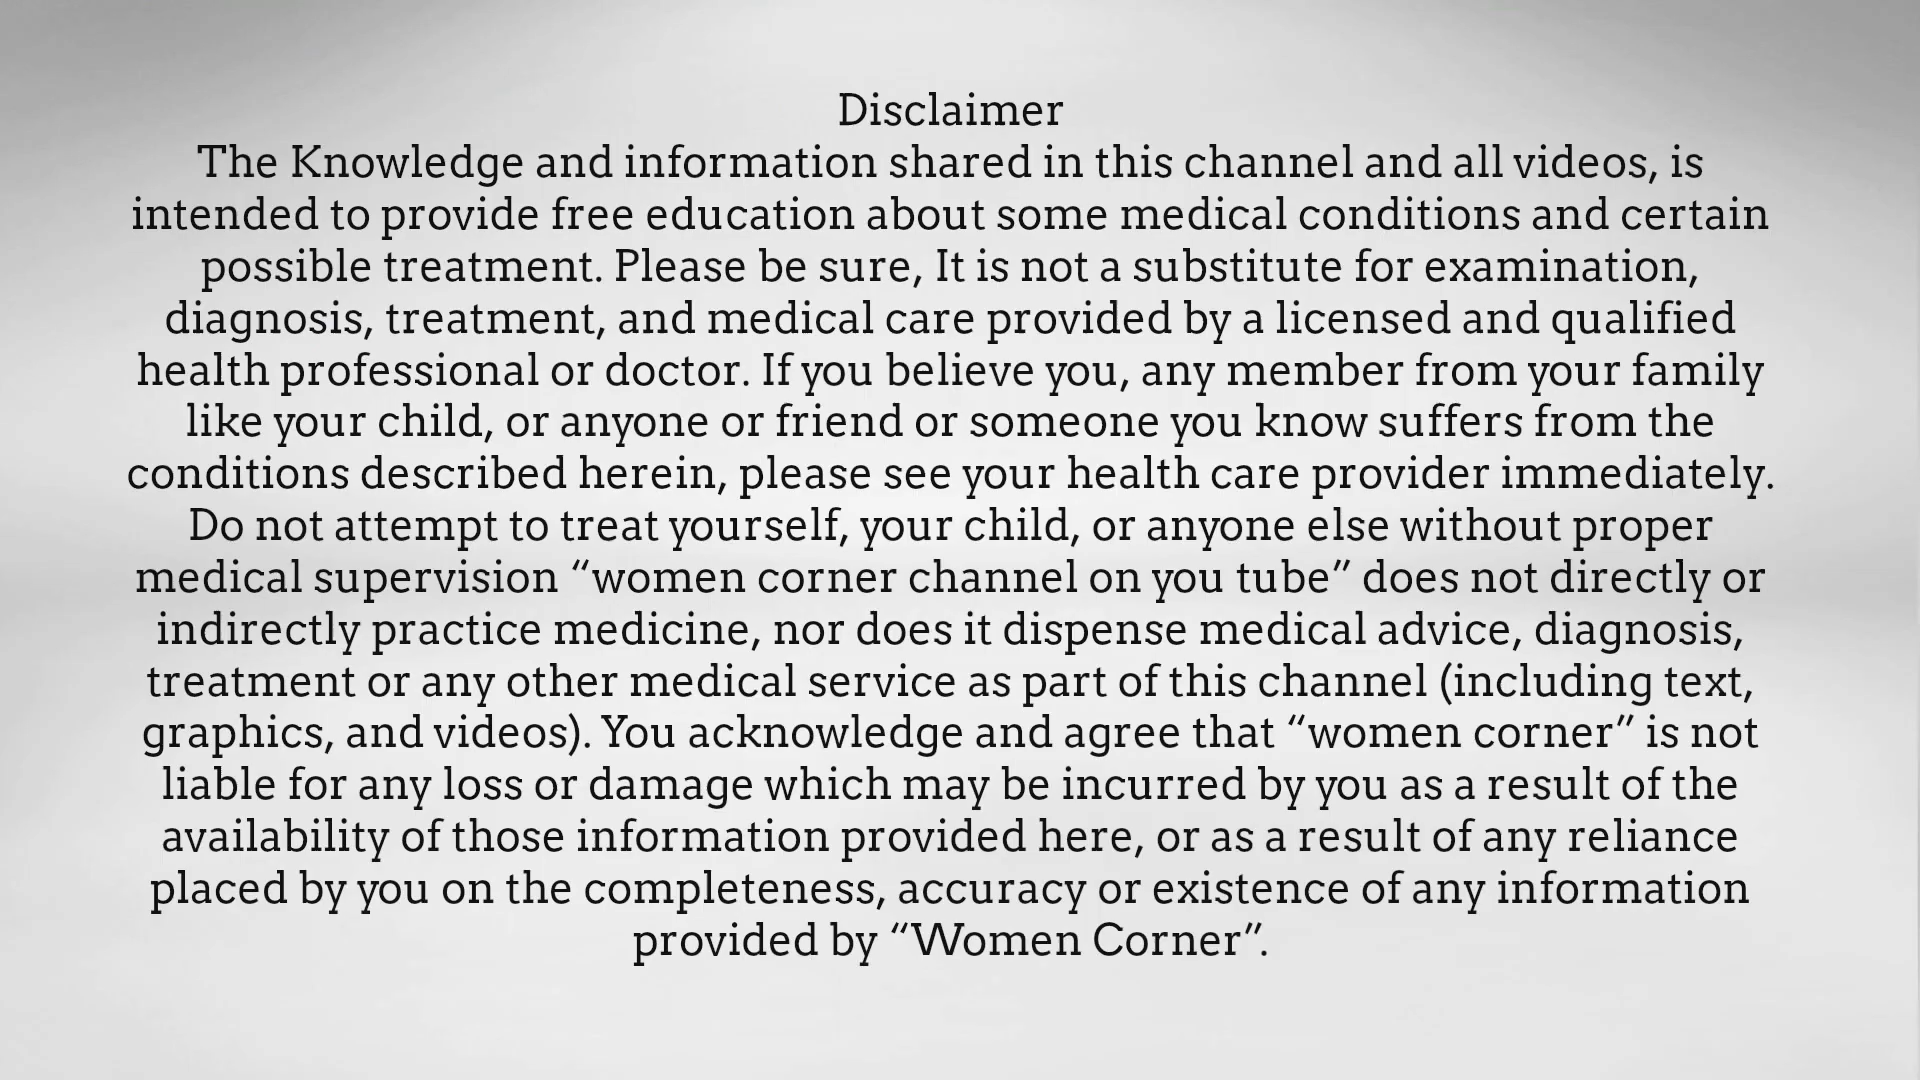 Disclaimer
The Knowledge and information shared in this channel and all videos, is
intended to provide free education about some medical conditions and certain
possible treatment. Please be sure, It is not a substitute for examination,
diagnosis, treatment, and medical care provided by a licensed and qualified
health professional or doctor. If you believe you, any member from your family
like your child, or anyone or friend or someone you know suffers from the
conditions described herein, please see your health care provider immediately.
Do not attempt to treat yourself, your child, or anyone else without proper
medical supervision “women corner channel on you tube” does not directly or
indirectly practice medicine, nor does it dispense medical advice, diagnosis,
treatment or any other medical service as part of this channel (including text,
graphics, and videos). You acknowledge and agree that “women corner” is not
liable for any loss or damage which may be incurred by you as a result of the
availability of those information provided here, or as a result of any reliance
placed by you on the completeness, accuracy or existence of any information
provided by “Women Corner”.